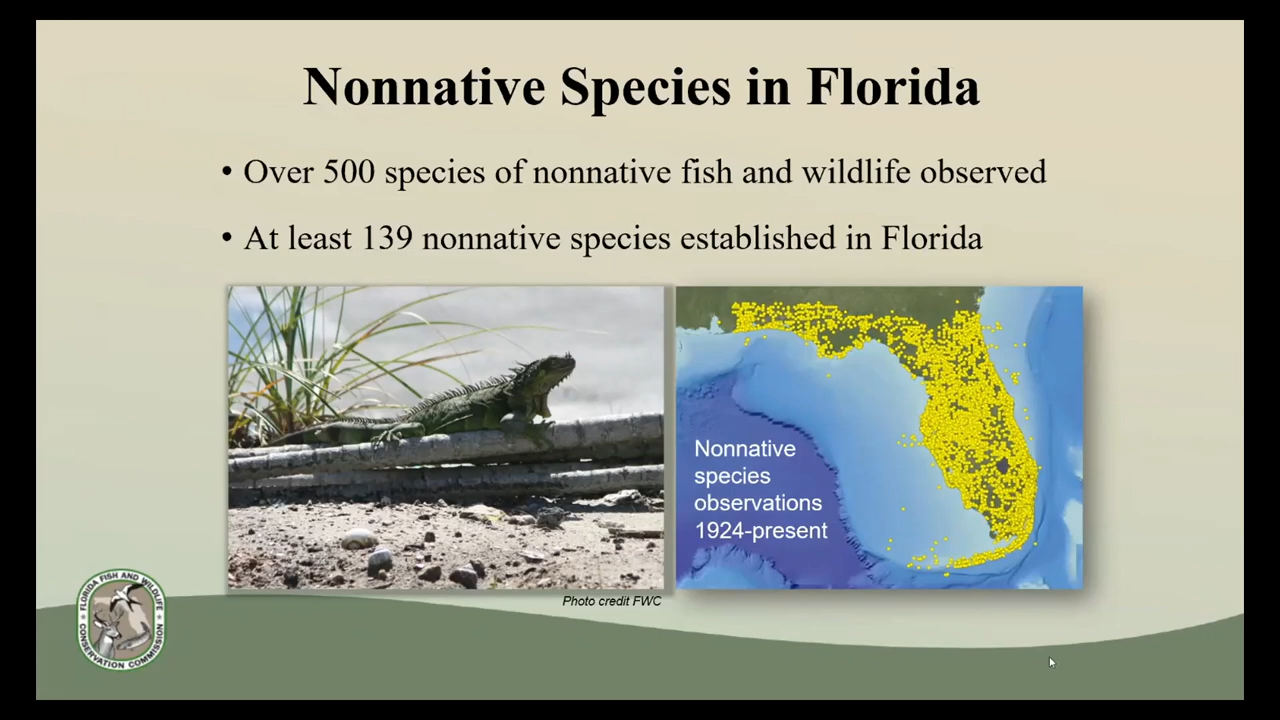 Nonnative Species in Florida
• Over 500 species of nonnative fish and wildlife observed
• At least 139 nonnative species established in Florida
Nonnative
species
observations
1924-present
Photo credit FWC
FLORIDA FISH AND WILDLIFE
CONSERVATION COMMISSION